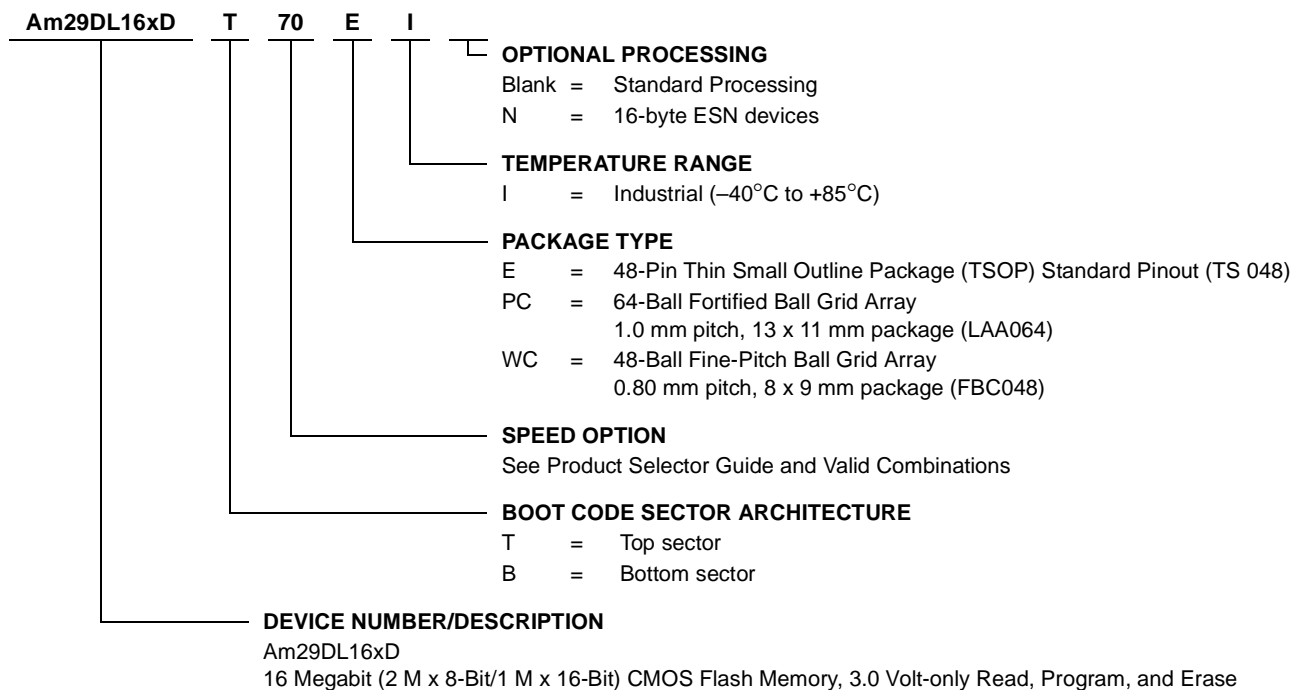 Am29DL16xD T 70 E I
OPTIONAL PROCESSING
Blank = Standard Processing
N = 16-byte ESN devices
TEMPERATURE RANGE
I = Industrial (–40°C to +85°C)
PACKAGE TYPE
E = 48-Pin Thin Small Outline Package (TSOP) Standard Pinout (TS 048)
PC = 64-Ball Fortified Ball Grid Array
1.0 mm pitch, 13 x 11 mm package (LAA064)
WC = 48-Ball Fine-Pitch Ball Grid Array
0.80 mm pitch, 8 x 9 mm package (FBC048)
SPEED OPTION
See Product Selector Guide and Valid Combinations
BOOT CODE SECTOR ARCHITECTURE
T = Top sector
B = Bottom sector
DEVICE NUMBER/DESCRIPTION
Am29DL16xD
16 Megabit (2 M x 8-Bit/1 M x 16-Bit) CMOS Flash Memory, 3.0 Volt-only Read, Program, and Erase